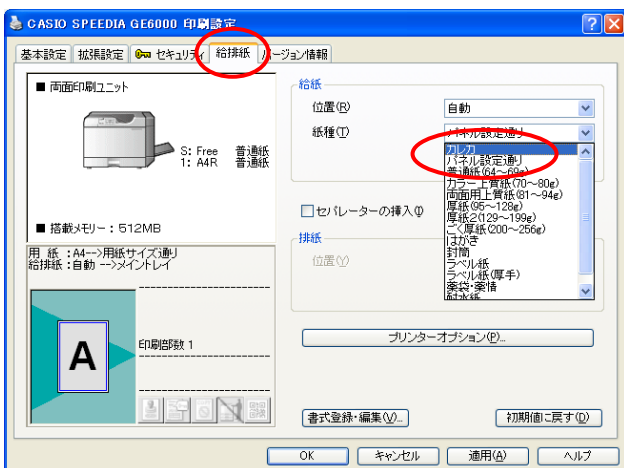 CASIO SPEEDIA GE6000 印刷設定
基本設定 拡張設定 セキュリティ 給排紙 バージョン情報
■ 両面印刷ユニット
S: Free 普通紙
1: A4R 普通紙
■ 搭載メモリー：512MB
用 紙：A4-->用紙サイズ通り
給排紙：自動 -->メイントレイ
A
印刷部数 1
給紙
位置(R) 自動
紙種(T) パネル設定通り
カレカ
パネル設定通り
普通紙(64～69g)
カラー上質紙(70～80g)
両面用上質紙(81～94g)
厚紙(95～128g)
厚紙2(129～199g)
ごく厚紙(200～256g)
はがき
封筒
ラベル紙
ラベル紙(厚手)
薬袋・薬情
耐水紙
セパレーターの挿入(I)
排紙
位置(Y)
プリンターオプション(P)...
書式登録・編集(V)... 初期値に戻す(D)
OK キャンセル 適用(A) ヘルプ